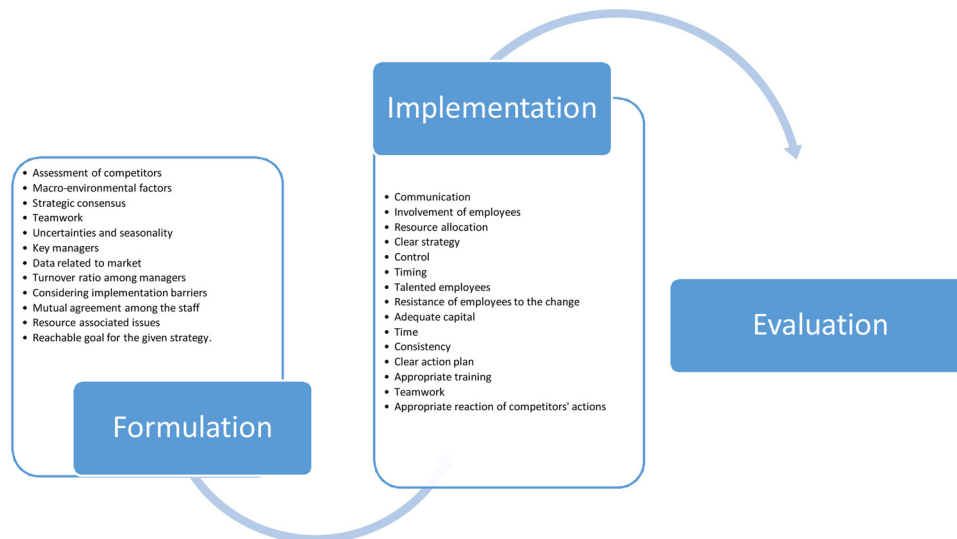 Implementation
• Assessment of competitors
• Macro-environmental factors
• Strategic consensus
• Teamwork
• Uncertainties and seasonality
• Key managers
• Data related to market
• Turnover ratio among managers
• Considering implementation barriers
• Mutual agreement among the staff
• Resource associated issues
• Reachable goal for the given strategy.
Formulation
• Communication
• Involvement of employees
• Resource allocation
• Clear strategy
• Control
• Timing
• Talented employees
• Resistance of employees to the change
• Adequate capital
• Time
• Consistency
• Clear action plan
• Appropriate training
• Teamwork
• Appropriate reaction of competitors' actions
Evaluation